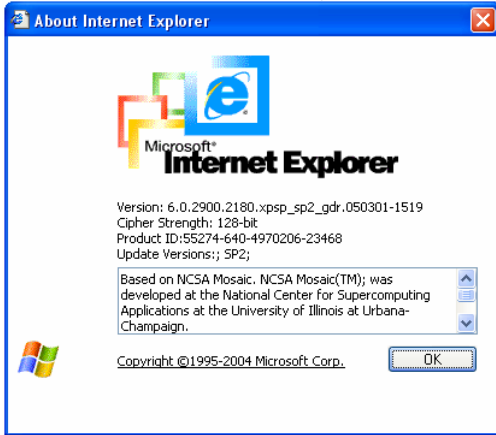 About Internet Explorer
Microsoft®
Internet Explorer
Version: 6.0.2900.2180.xpsp_sp2_gdr.050301-1519
Cipher Strength: 128-bit
Product ID:55274-640-4970206-23468
Update Versions:; SP2;
Based on NCSA Mosaic. NCSA Mosaic(TM); was
developed at the National Center for Supercomputing
Applications at the University of Illinois at Urbana-
Champaign.
Copyright ©1995-2004 Microsoft Corp.
OK